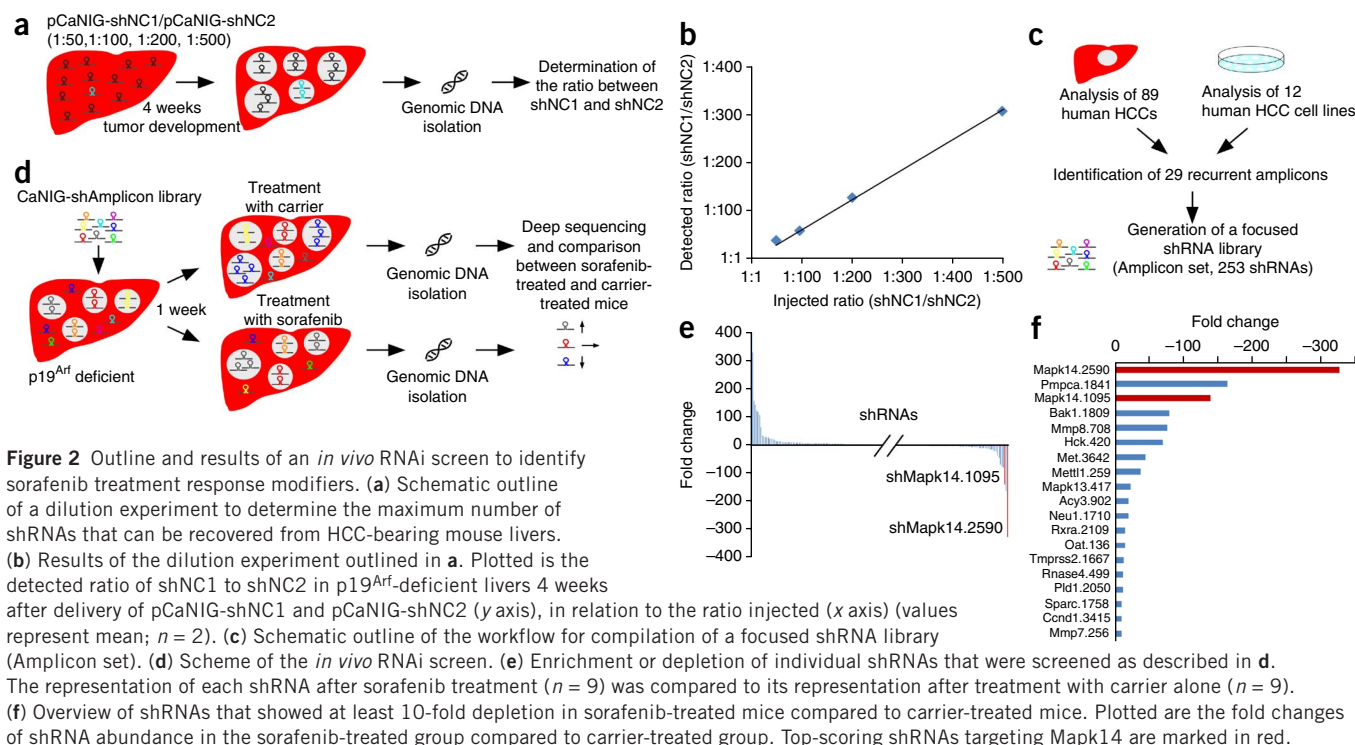 a
pCaNIG-shNC1/pCaNIG-shNC2
(1:50,1:100, 1:200, 1:500)
4 weeks
tumor development
Genomic DNA
isolation
Determination of
the ratio between
shNC1 and shNC2
b
Detected ratio (shNC1/shNC2)
1:400
1:300
1:200
1:100
1:1
1:1
1:100
1:200
1:300
1:400
1:500
Injected ratio (shNC1/shNC2)
c
Analysis of 89
human HCCs
Analysis of 12
human HCC cell lines
Identification of 29 recurrent amplicons
Generation of a focused
shRNA library
(Amplicon set, 253 shRNAs)
d
CaNIG-shAmplicon library
p19Arf deficient
1 week
Treatment
with carrier
Treatment
with sorafenib
Genomic DNA
isolation
Genomic DNA
isolation
Deep sequencing
and comparison
between sorafenib-
treated and carrier-
treated mice
e
Fold change
400
300
200
100
0
−100
−200
−300
−400
shRNAs
shMapk14.1095
shMapk14.2590
f
Fold change
0
−100
−200
−300
Mapk14.2590
Pmpca.1841
Mapk14.1095
Bak1.1809
Mmp8.708
Hck.420
Met.3642
Mettl1.259
Mapk13.417
Acy3.902
Neu1.1710
Rxra.2109
Oat.136
Tmprss2.1667
Rnase4.499
Pld1.2050
Sparc.1758
Ccnd1.3415
Mmp7.256
Figure 2 Outline and results of an in vivo RNAi screen to identify
sorafenib treatment response modifiers. (a) Schematic outline
of a dilution experiment to determine the maximum number of
shRNAs that can be recovered from HCC-bearing mouse livers.
(b) Results of the dilution experiment outlined in a. Plotted is the
detected ratio of shNC1 to shNC2 in p19Arf-deficient livers 4 weeks
after delivery of pCaNIG-shNC1 and pCaNIG-shNC2 (y axis), in relation to the ratio injected (x axis) (values
represent mean; n = 2). (c) Schematic outline of the workflow for compilation of a focused shRNA library
(Amplicon set). (d) Scheme of the in vivo RNAi screen. (e) Enrichment or depletion of individual shRNAs that were screened as described in d.
The representation of each shRNA after sorafenib treatment (n = 9) was compared to its representation after treatment with carrier alone (n = 9).
(f) Overview of shRNAs that showed at least 10-fold depletion in sorafenib-treated mice compared to carrier-treated mice. Plotted are the fold changes
of shRNA abundance in the sorafenib-treated group compared to carrier-treated group. Top-scoring shRNAs targeting Mapk14 are marked in red.